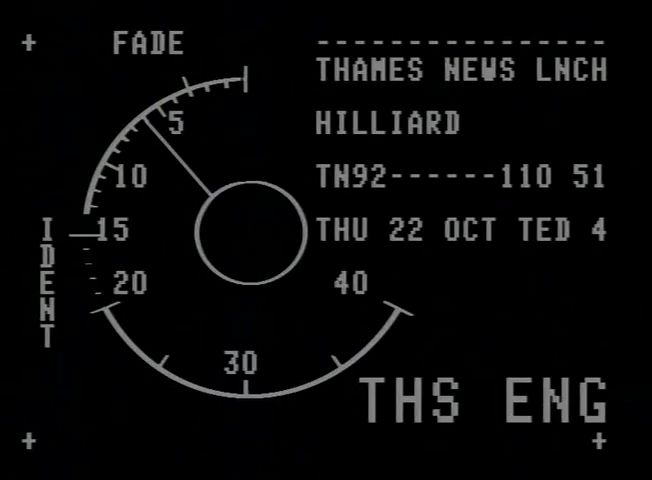 FADE
----------------
THAMES NEWS LNCH
HILLIARD
TN92------110 51
THU 22 OCT TED 4
5
10
15
20
30
40
IDENT
THS ENG